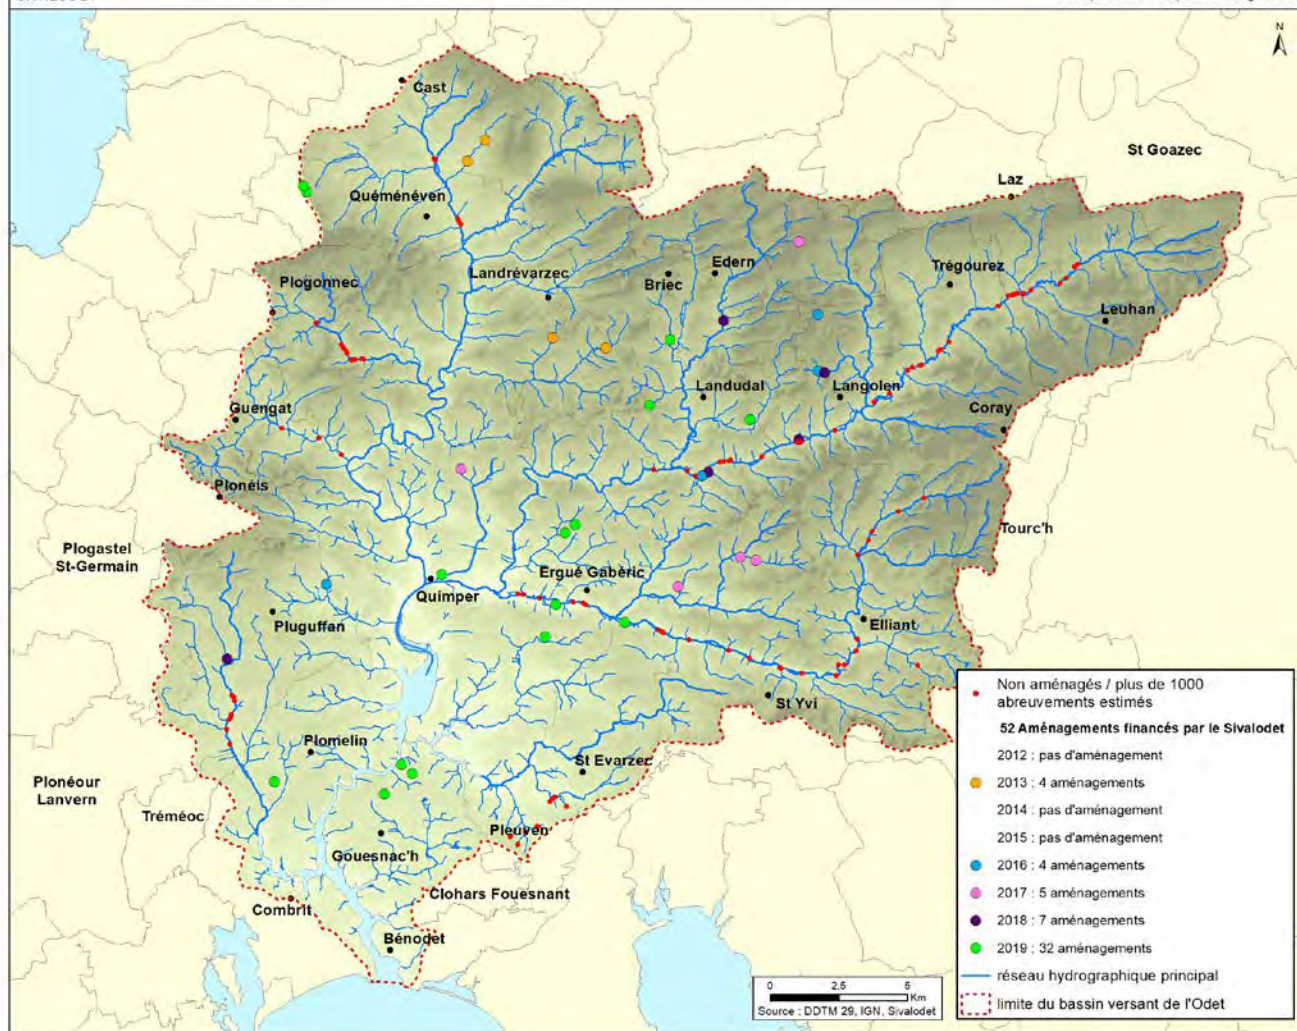 N
Cast
St Goazec
Laz
Quéménéven
Edern
Trégourez
Landrévarzec
Briec
Plogonnec
Leuhan
Landudal
Langolen
Guengat
Coray
Plonéis
Tourc'h
Plogastel
St-Germain
Ergué Gabéric
Quimper
Pluguffan
Elliant
St Yvi
Plomelin
St Evarzec
Plonéour
Lanvern
Tréméoc
Pleuven
Gouesnac'h
Clohars Fouesnant
Combrit
Bénodet
Non aménagés / plus de 1000
abreuvements estimés
52 Aménagements financés par le Sivalodet
2012 : pas d'aménagement
2013 : 4 aménagements
2014 : pas d'aménagement
2015 : pas d'aménagement
2016 : 4 aménagements
2017 : 5 aménagements
2018 : 7 aménagements
2019 : 32 aménagements
réseau hydrographique principal
limite du bassin versant de l'Odet
0 2,5 5
Km
Source : DDTM 29, IGN, Sivalodet